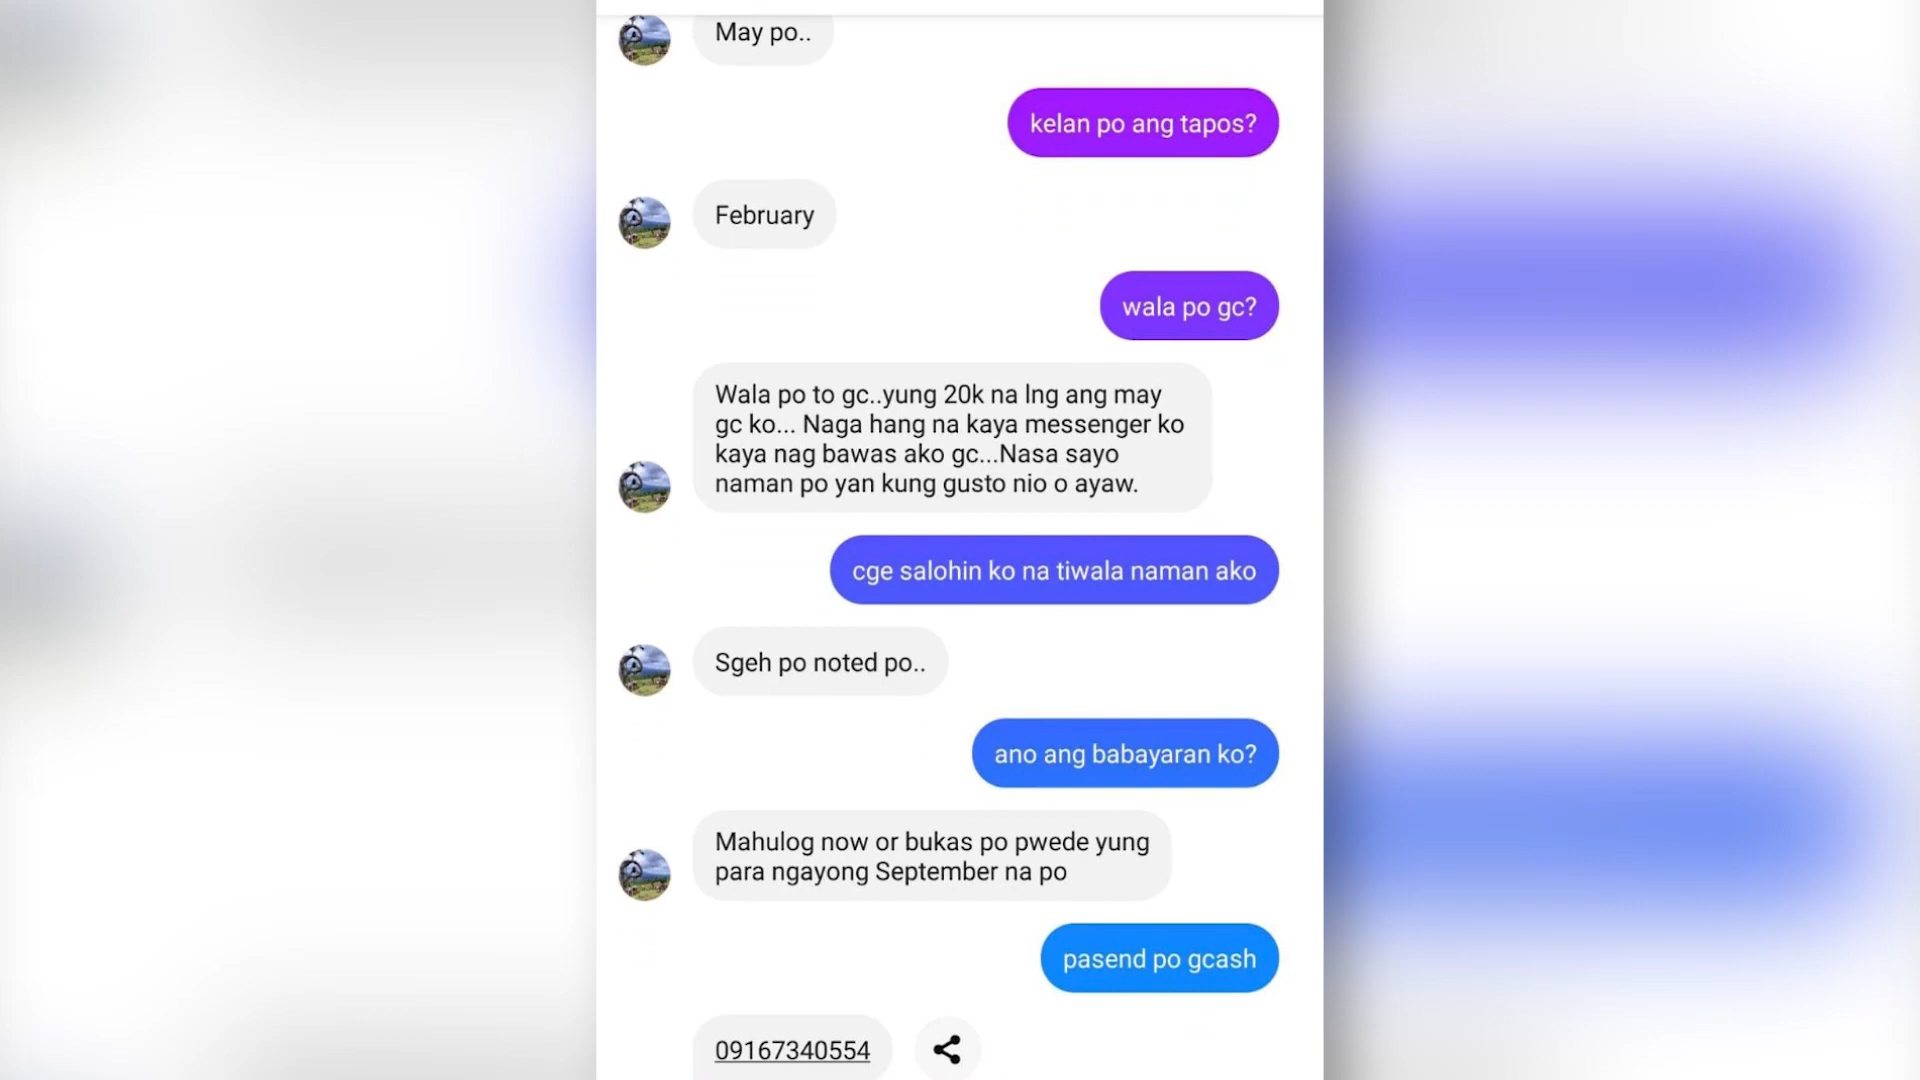 May po..
kelan po ang tapos?
February
wala po gc?
Wala po to gc..yung 20k na lng ang may
gc ko... Naga hang na kaya messenger ko
kaya nag bawas ako gc...Nasa sayo
naman po yan kung gusto nio o ayaw.
cge salohin ko na tiwala naman ako
Sgeh po noted po..
ano ang babayaran ko?
Mahulog now or bukas po pwede yung
para ngayong September na po
pasend po gcash
09167340554